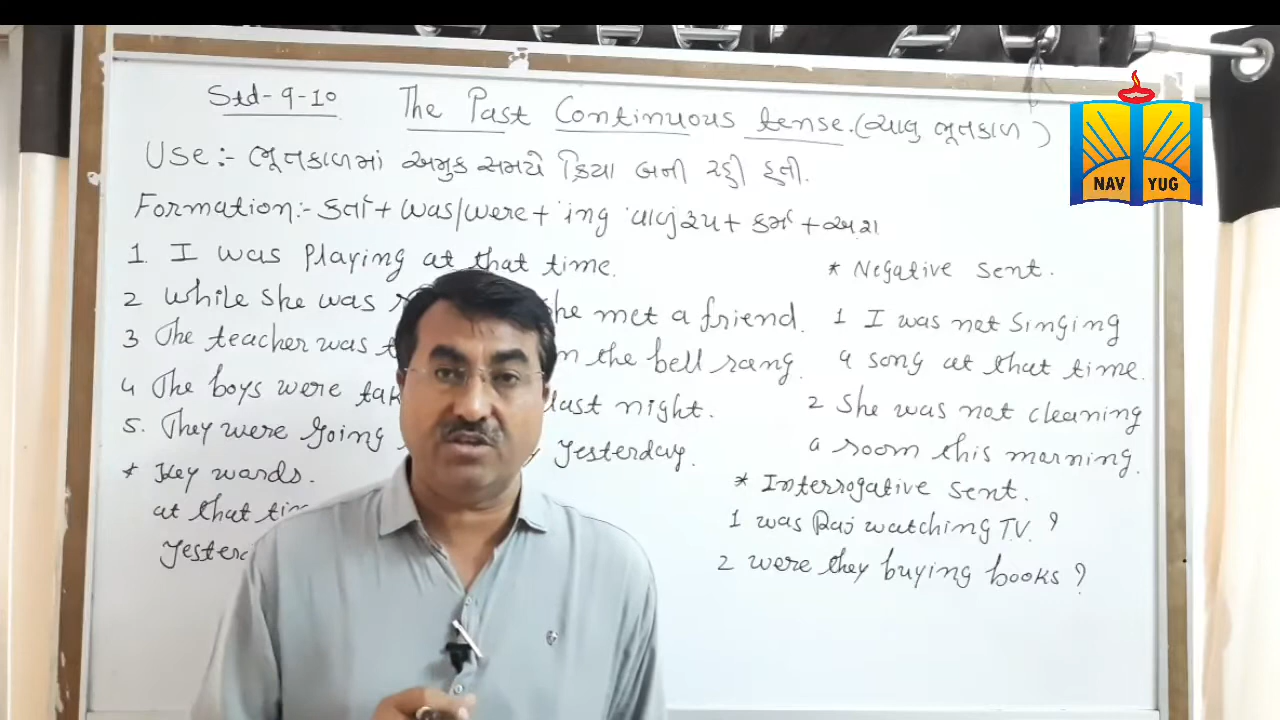 Std-9-10 The Past Continuous tense. (ચાલુ ભૂતકાળ)
NAV YUG
Use:- ભૂતકાળમાં અમુક સમયે ક્રિયા બની રહી હતી.
Formation:- કર્તા + was/were + 'ing' વાળું રૂપ + કર્મ +
1. I was Playing at that time.
2 While She was she met a friend.
3 The teacher was the bell rang.
4 The boys were last night.
5. They were Going Yesterday.
* Key wards.
at that
* Negative Sent.
1 I was not Singing
a song at that time.
2 She was not cleaning
a room this morning.
* Interrogative Sent.
1 was Raj watching T.V. ?
2 were they buying books ?